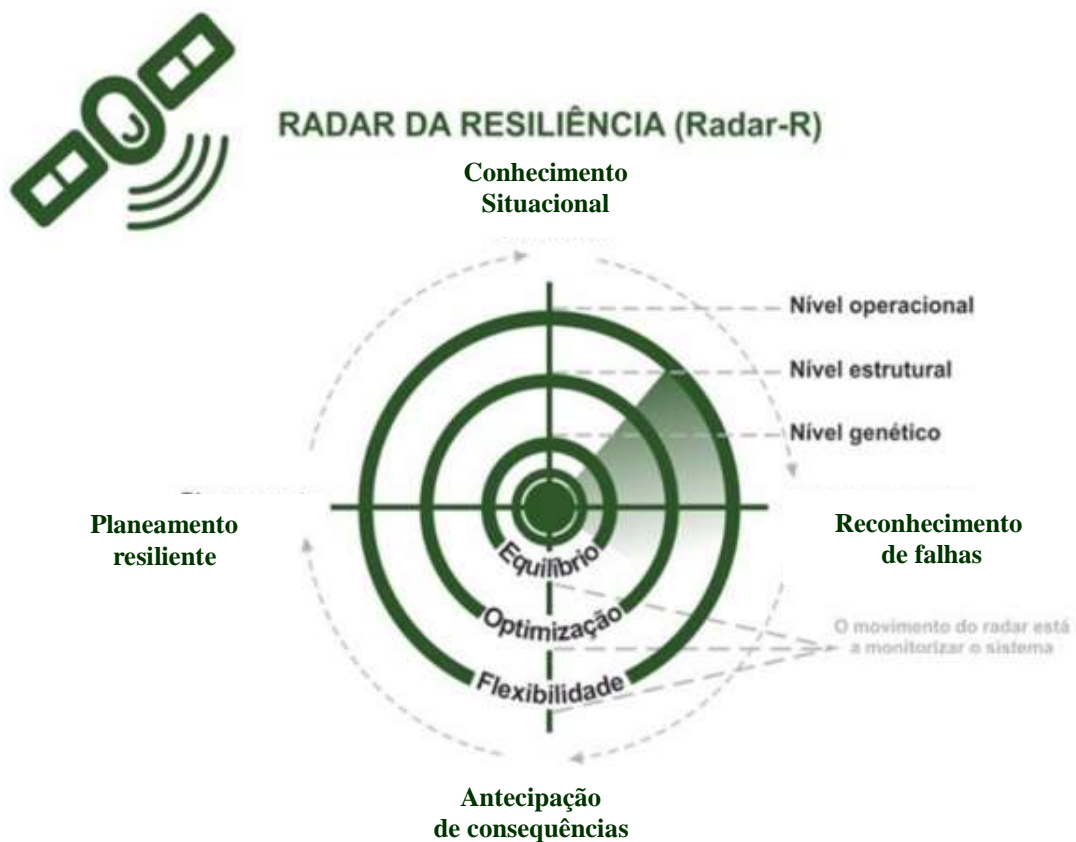 RADAR DA RESILIÊNCIA (Radar-R)
Conhecimento
Situacional
Nível operacional
Nível estrutural
Nível genético
Planeamento
resiliente
Reconhecimento
de falhas
Equilíbrio
Optimização
Flexibilidade
O movimento do radar está
a monitorizar o sistema
Antecipação
de consequências